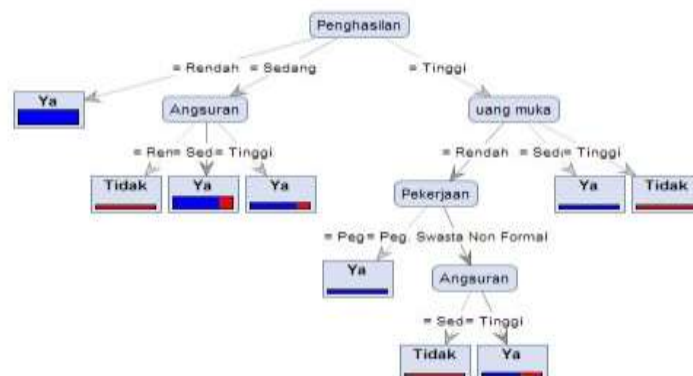 Penghasilan
= Rendah = Sedang = Tinggi
Ya Angsuran uang muka
= Ren= Sed= Tinggi = Rendah = Sed= Tinggi
Tidak Ya Ya Pekerjaan Ya Tidak
= Peg= Peg. Swasta Non Formal
Ya Angsuran
= Sed= Tinggi
Tidak Ya